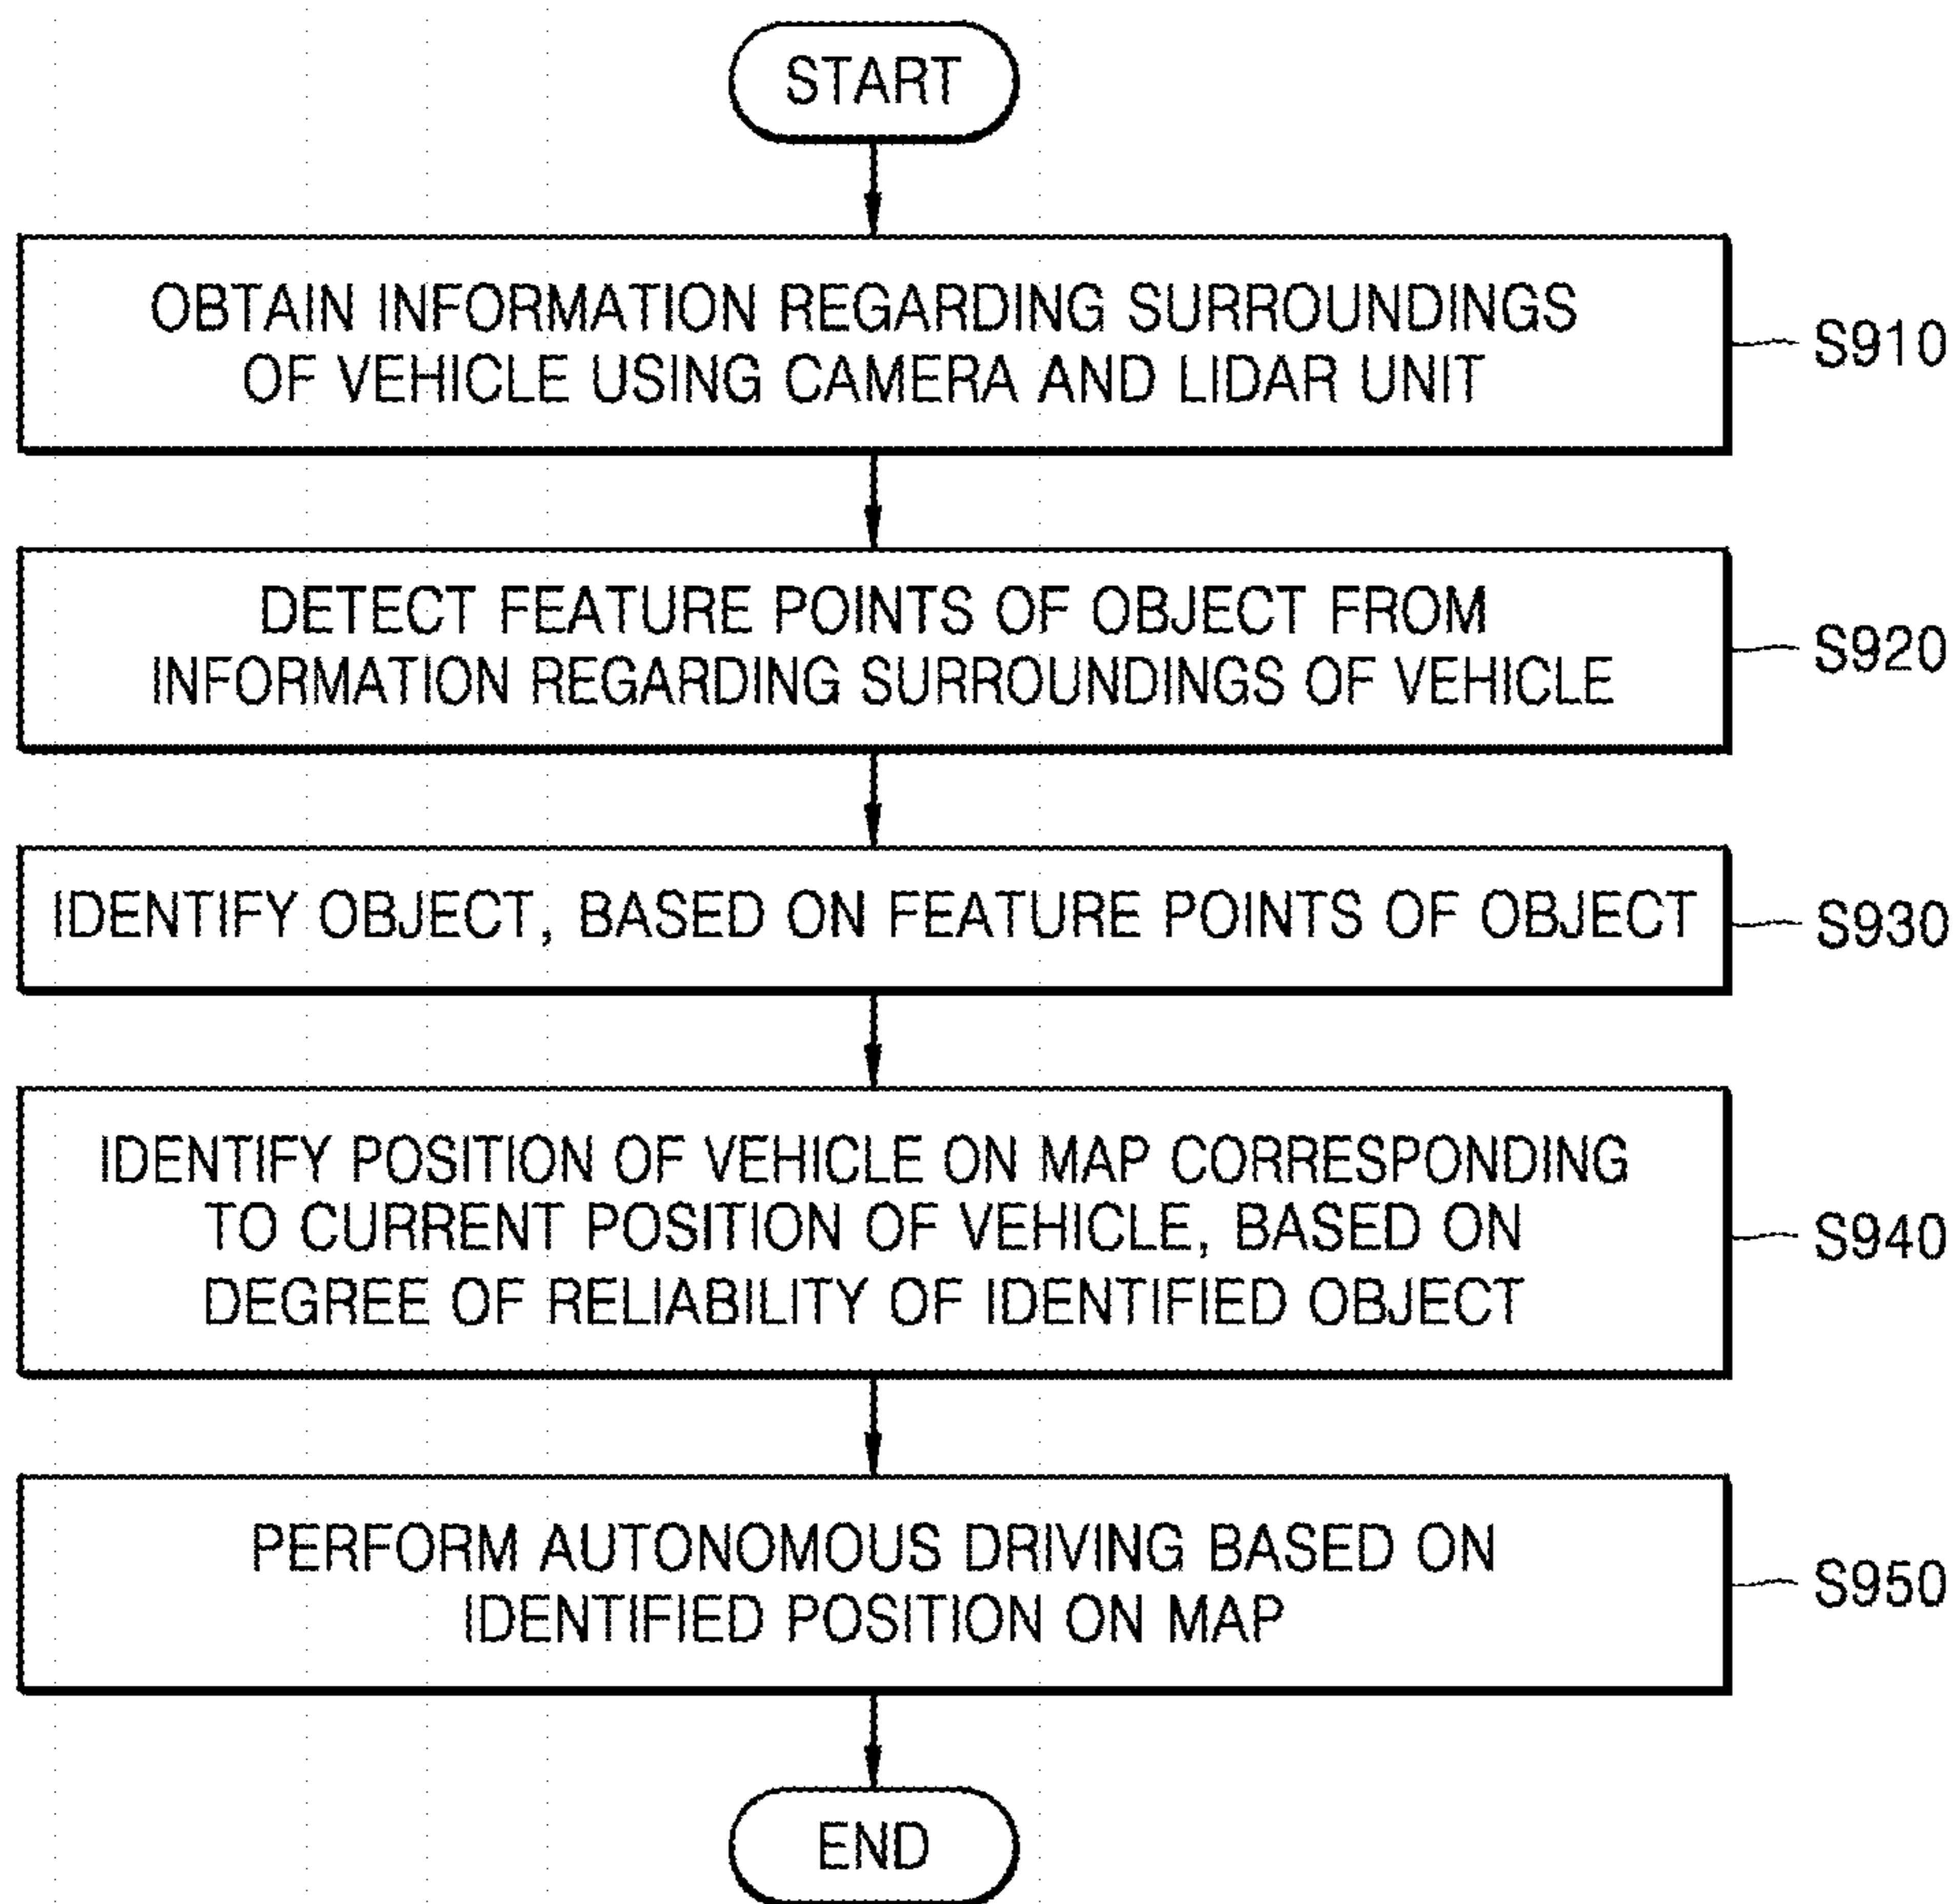 START
OBTAIN INFORMATION REGARDING SURROUNDINGS
OF VEHICLE USING CAMERA AND LIDAR UNIT
S910
DETECT FEATURE POINTS OF OBJECT FROM
INFORMATION REGARDING SURROUNDINGS OF VEHICLE
S920
IDENTIFY OBJECT, BASED ON FEATURE POINTS OF OBJECT
S930
IDENTIFY POSITION OF VEHICLE ON MAP CORRESPONDING
TO CURRENT POSITION OF VEHICLE, BASED ON
DEGREE OF RELIABILITY OF IDENTIFIED OBJECT
S940
PERFORM AUTONOMOUS DRIVING BASED ON
IDENTIFIED POSITION ON MAP
S950
END